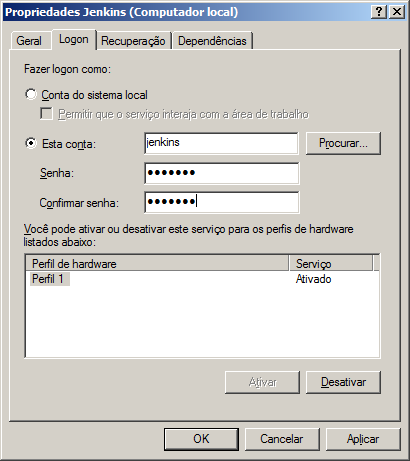 Propriedades Jenkins (Computador local)
Geral Logon Recuperação Dependências
Fazer logon como:
Conta do sistema local
Permitir que o serviço interaja com a área de trabalho
Esta conta: jenkins Procurar...
Senha: ●●●●●●●
Confirmar senha: ●●●●●●●
Você pode ativar ou desativar este serviço para os perfis de hardware
listados abaixo:
Perfil de hardware Serviço
Perfil 1 Ativado
Ativar Desativar
OK Cancelar Aplicar